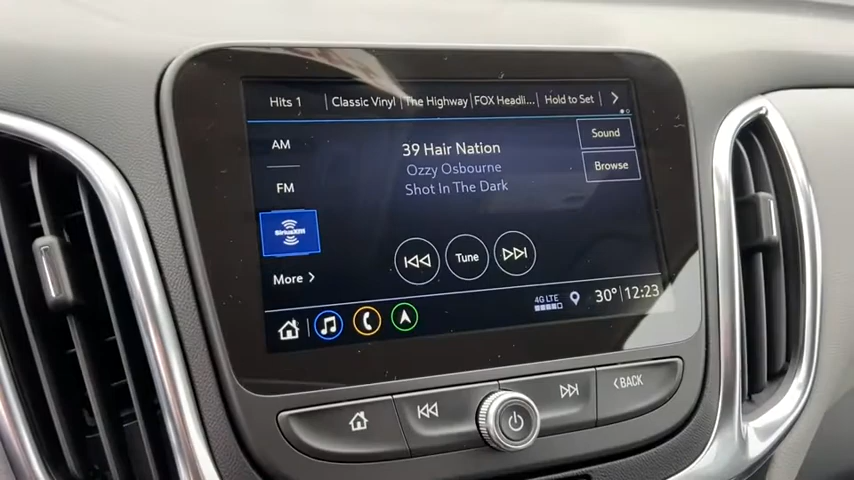 Hits 1 | Classic Vinyl | The Highway | FOX Headli... | Hold to Set |
AM
FM
SiriusXM
More
39 Hair Nation
Ozzy Osbourne
Shot In The Dark
Sound
Browse
Tune
4G LTE
30° | 12:23
BACK